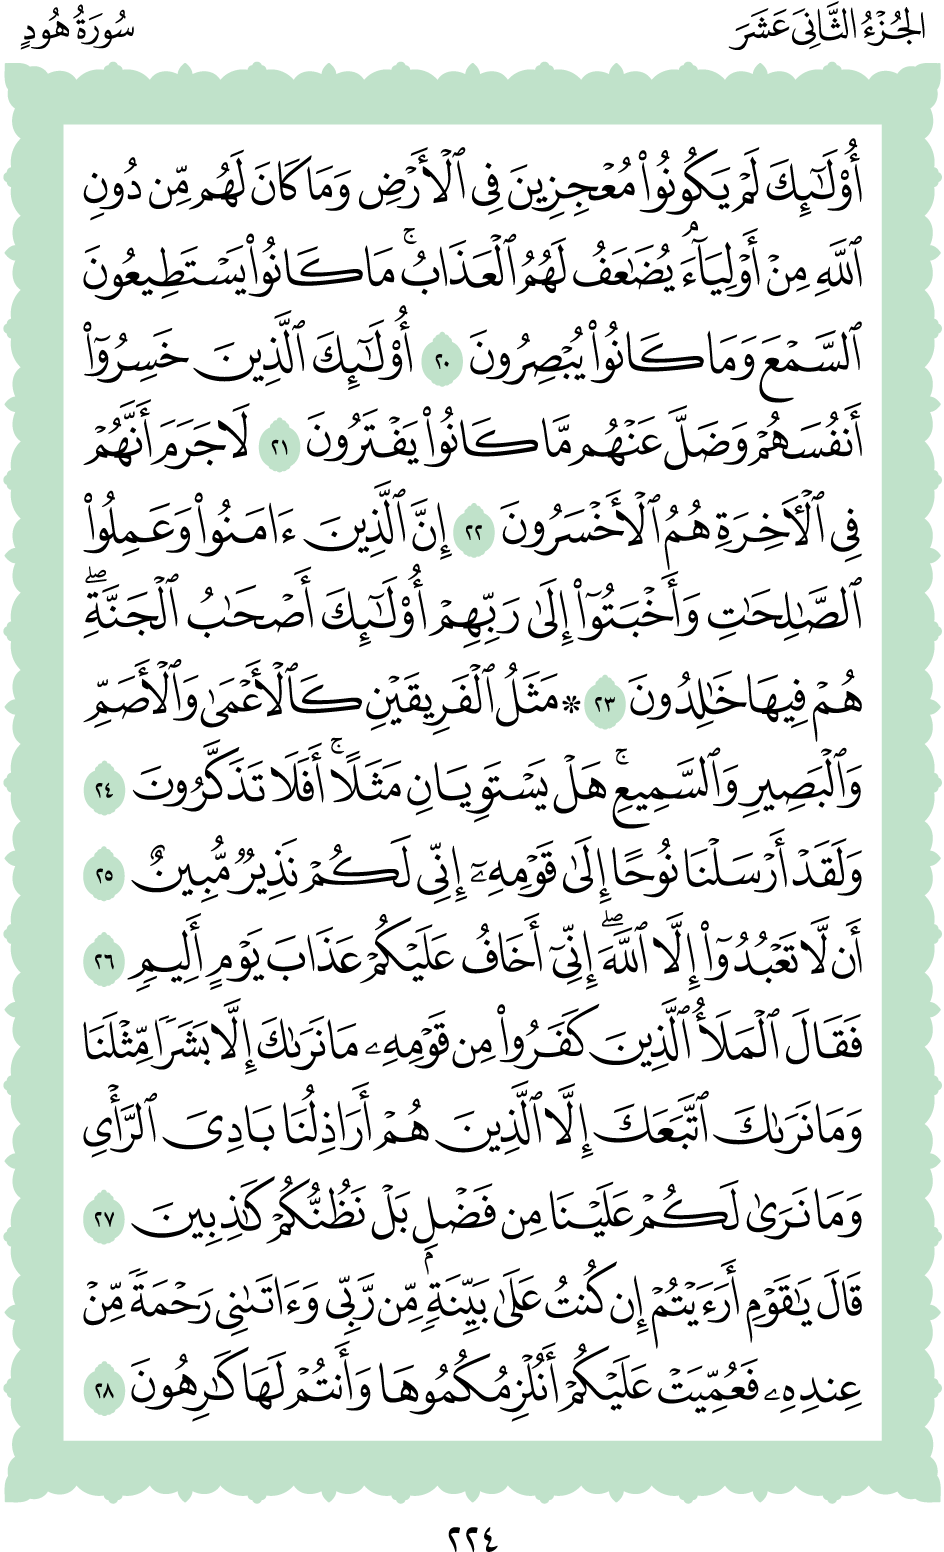 الجُزْءُ الثَّانِيَ عَشَرَ
سُورَةُ هُودٍ
أُوْلَٰٓئِكَ لَمۡ يَكُونُواْ مُعۡجِزِينَ فِي ٱلۡأَرۡضِ وَمَا كَانَ لَهُم مِّن دُونِ
ٱللَّهِ مِنۡ أَوۡلِيَآءَۘ يُضَٰعَفُ لَهُمُ ٱلۡعَذَابُۚ مَا كَانُواْ يَسۡتَطِيعُونَ
ٱلسَّمۡعَ وَمَا كَانُواْ يُبۡصِرُونَ ٢٠ أُوْلَٰٓئِكَ ٱلَّذِينَ خَسِرُوٓاْ
أَنفُسَهُمۡ وَضَلَّ عَنۡهُم مَّا كَانُواْ يَفۡتَرُونَ ٢١ لَا جَرَمَ أَنَّهُمۡ
فِي ٱلۡأٓخِرَةِ هُمُ ٱلۡأَخۡسَرُونَ ٢٢ إِنَّ ٱلَّذِينَ ءَامَنُواْ وَعَمِلُواْ
ٱلصَّٰلِحَٰتِ وَأَخۡبَتُوٓاْ إِلَىٰ رَبِّهِمۡ أُوْلَٰٓئِكَ أَصۡحَٰبُ ٱلۡجَنَّةِۖ
هُمۡ فِيهَا خَٰلِدُونَ ٢٣ ۞ مَثَلُ ٱلۡفَرِيقَيۡنِ كَٱلۡأَعۡمَىٰ وَٱلۡأَصَمِّ
وَٱلۡبَصِيرِ وَٱلسَّمِيعِۚ هَلۡ يَسۡتَوِيَانِ مَثَلًاۚ أَفَلَا تَذَكَّرُونَ ٢٤
وَلَقَدۡ أَرۡسَلۡنَا نُوحًا إِلَىٰ قَوۡمِهِۦٓ إِنِّي لَكُمۡ نَذِيرٞ مُّبِينٌ ٢٥
أَن لَّا تَعۡبُدُوٓاْ إِلَّا ٱللَّهَۖ إِنِّيٓ أَخَافُ عَلَيۡكُمۡ عَذَابَ يَوۡمٍ أَلِيمٖ ٢٦
فَقَالَ ٱلۡمَلَأُ ٱلَّذِينَ كَفَرُواْ مِن قَوۡمِهِۦ مَا نَرَىٰكَ إِلَّا بَشَرٗا مِّثۡلَنَا
وَمَا نَرَىٰكَ ٱتَّبَعَكَ إِلَّا ٱلَّذِينَ هُمۡ أَرَاذِلُنَا بَادِيَ ٱلرَّأۡيِ
وَمَا نَرَىٰ لَكُمۡ عَلَيۡنَا مِن فَضۡلِۭ بَلۡ نَظُنُّكُمۡ كَٰذِبِينَ ٢٧
قَالَ يَٰقَوۡمِ أَرَءَيۡتُمۡ إِن كُنتُ عَلَىٰ بَيِّنَةٖ مِّن رَّبِّي وَءَاتَىٰنِي رَحۡمَةٗ مِّنۡ
عِندِهِۦ فَعُمِّيَتۡ عَلَيۡكُمۡ أَنُلۡزِمُكُمُوهَا وَأَنتُمۡ لَهَا كَٰرِهُونَ ٢٨
٢٢٤